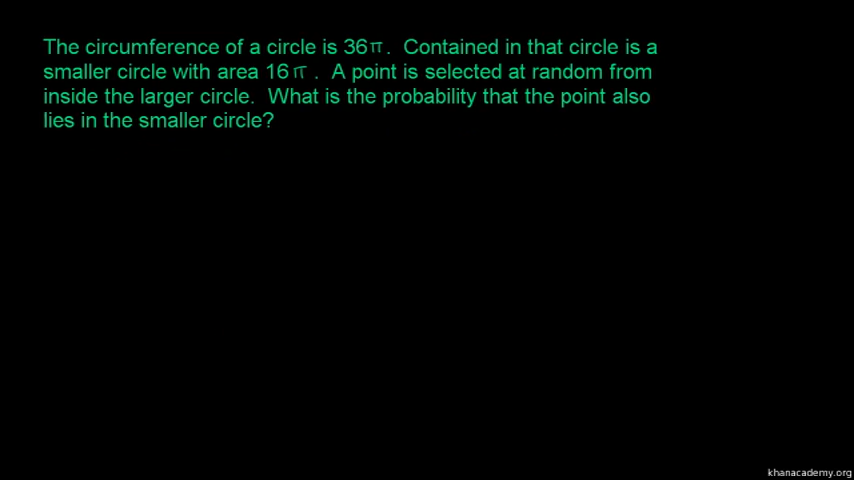 The circumference of a circle is 36π. Contained in that circle is a
smaller circle with area 16π. A point is selected at random from
inside the larger circle. What is the probability that the point also
lies in the smaller circle?
khanacademy.org